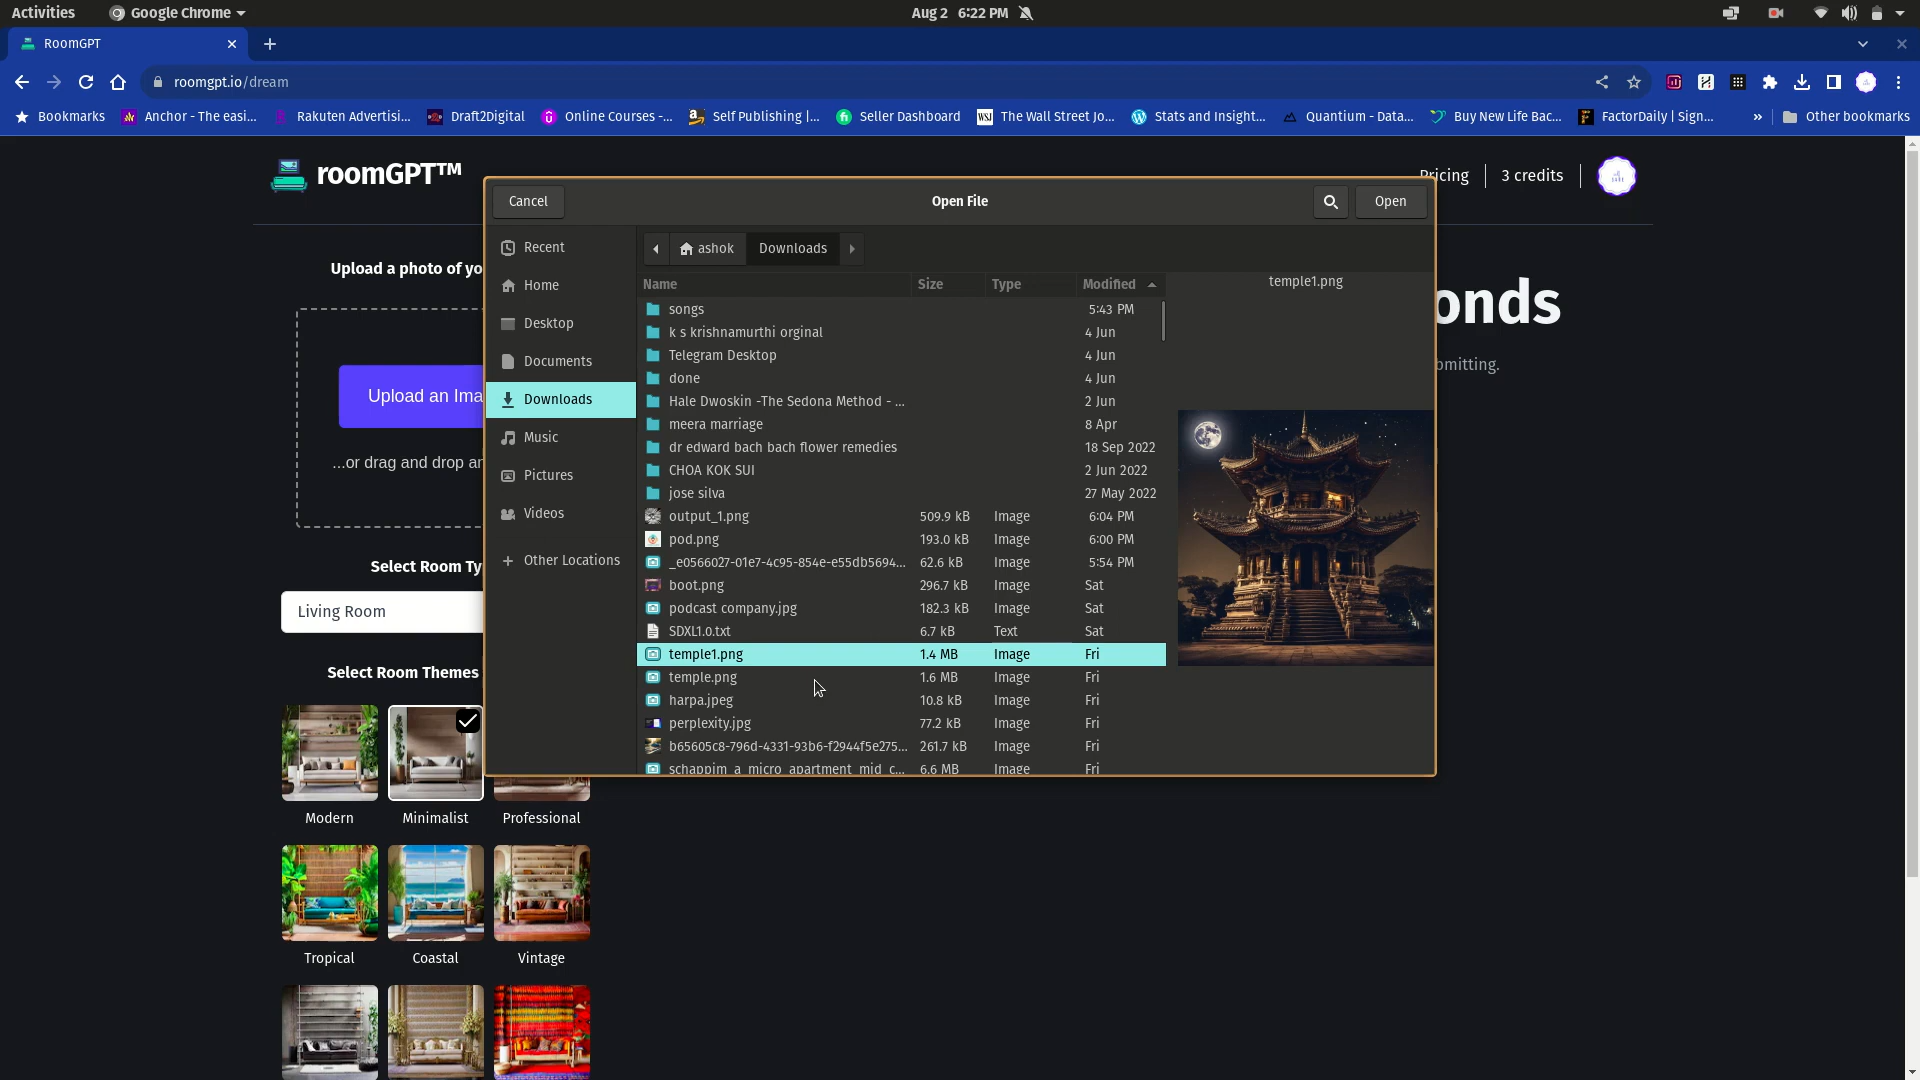 Activities
Google Chrome
Aug 2 6:22 PM
RoomGPT
roomgpt.io/dream
Bookmarks
Anchor - The easi...
Rakuten Advertisi...
Draft2Digital
Online Courses -...
Self Publishing |...
Seller Dashboard
The Wall Street Jo...
Stats and Insight...
Quantium - Data...
Buy New Life Bac...
FactorDaily | Sign...
»
Other bookmarks
roomGPT™
Pricing
3 credits
Cancel
Open File
Open
Upload a photo of yo
Upload an Ima
...or drag and drop an
Select Room Ty
Living Room
Select Room Themes
Modern
Minimalist
Professional
Tropical
Coastal
Vintage
Recent
Home
Desktop
Documents
Downloads
Music
Pictures
Videos
+ Other Locations
ashok
Downloads
Name Size Type Modified
songs 5:43 PM
k s krishnamurthi orginal 4 Jun
Telegram Desktop 4 Jun
done 4 Jun
Hale Dwoskin -The Sedona Method - ... 2 Jun
meera marriage 8 Apr
dr edward bach bach flower remedies 18 Sep 2022
CHOA KOK SUI 2 Jun 2022
jose silva 27 May 2022
output_1.png 509.9 kB Image 6:04 PM
pod.png 193.0 kB Image 6:00 PM
_e0566027-01e7-4c95-854e-e55db5694... 62.6 kB Image 5:54 PM
boot.png 296.7 kB Image Sat
podcast company.jpg 182.3 kB Image Sat
SDXL1.0.txt 6.7 kB Text Sat
temple1.png 1.4 MB Image Fri
temple.png 1.6 MB Image Fri
harpa.jpeg 10.8 kB Image Fri
perplexity.jpg 77.2 kB Image Fri
b65605c8-796d-4331-93b6-f2944f5e275... 261.7 kB Image Fri
schappim_a_micro_apartment_mid_c... 6.6 MB Image Fri
temple1.png
onds
bmitting.